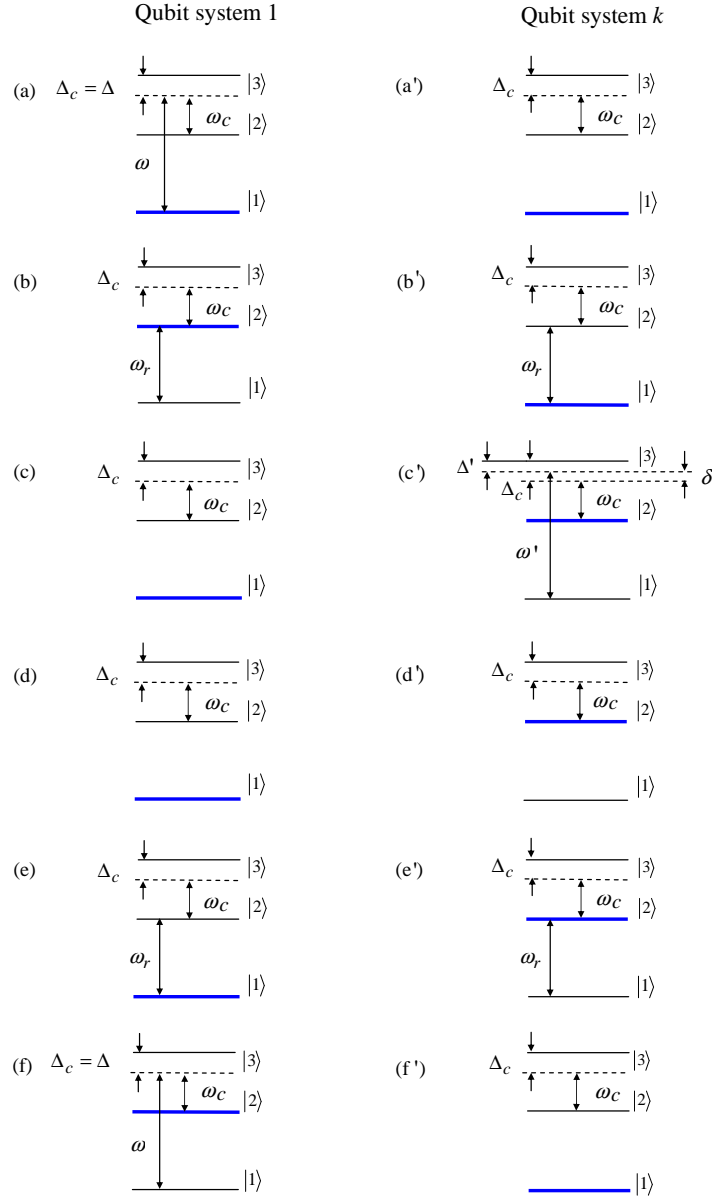 Qubit system 1 Qubit system k
(a) Δc = Δ |3⟩ ωc |2⟩ ω |1⟩
(a') Δc |3⟩ ωc |2⟩ |1⟩
(b) Δc |3⟩ ωc |2⟩ ωr |1⟩
(b') Δc |3⟩ ωc |2⟩ ωr |1⟩
(c) Δc |3⟩ ωc |2⟩ |1⟩
(c') Δ' |3⟩ δ Δc ωc |2⟩ ω' |1⟩
(d) Δc |3⟩ ωc |2⟩ |1⟩
(d') Δc |3⟩ ωc |2⟩ |1⟩
(e) Δc |3⟩ ωc |2⟩ ωr |1⟩
(e') Δc |3⟩ ωc |2⟩ ωr |1⟩
(f) Δc = Δ |3⟩ ωc |2⟩ ω |1⟩
(f') Δc |3⟩ ωc |2⟩ |1⟩